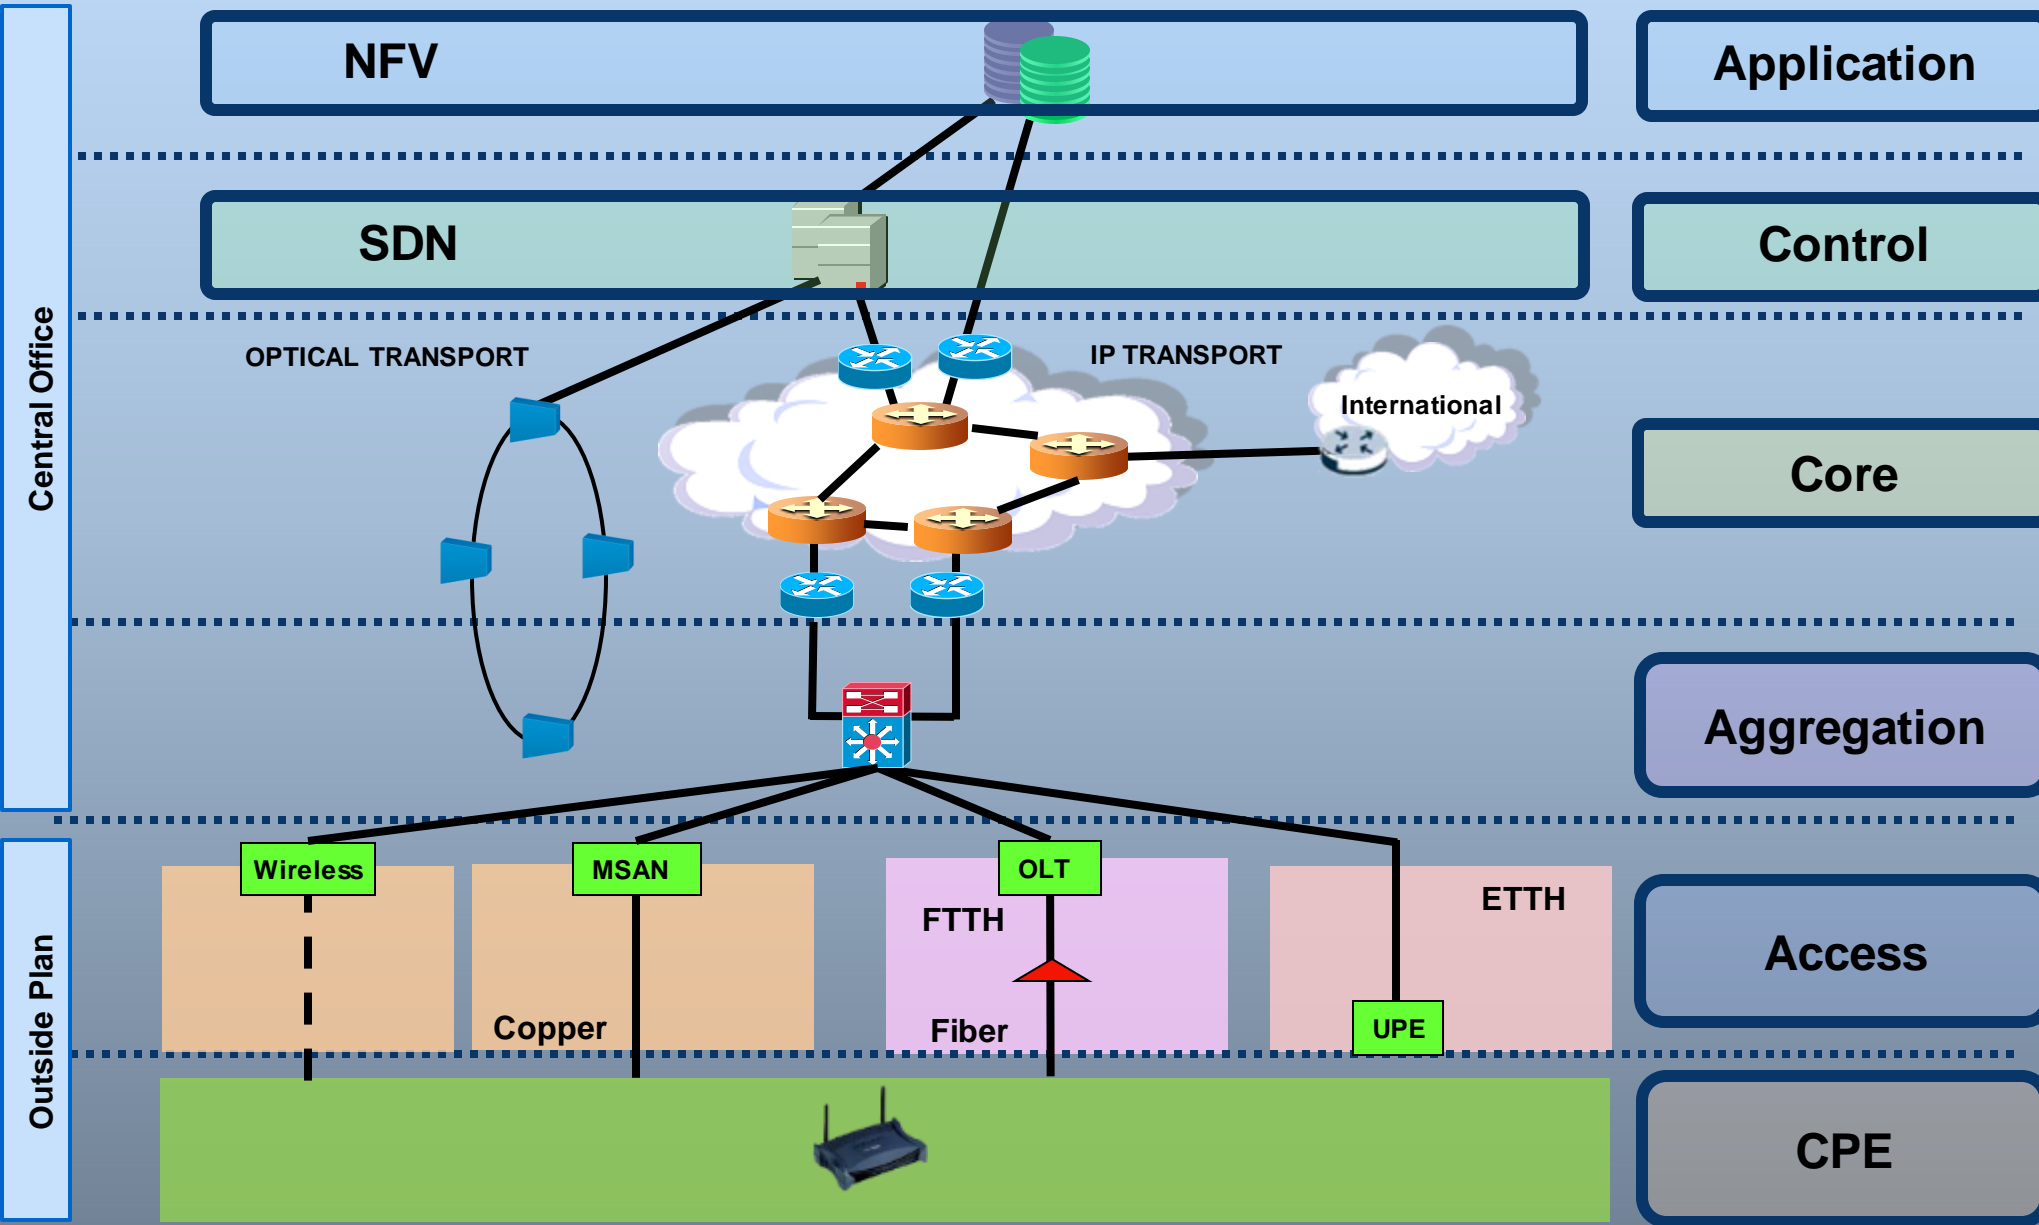 NFV
Application
SDN
Control
Central Office
OPTICAL TRANSPORT
IP TRANSPORT
International
Core
Aggregation
Outside Plan
Wireless
MSAN
OLT
ETTH
FTTH
Access
Copper
Fiber
UPE
CPE